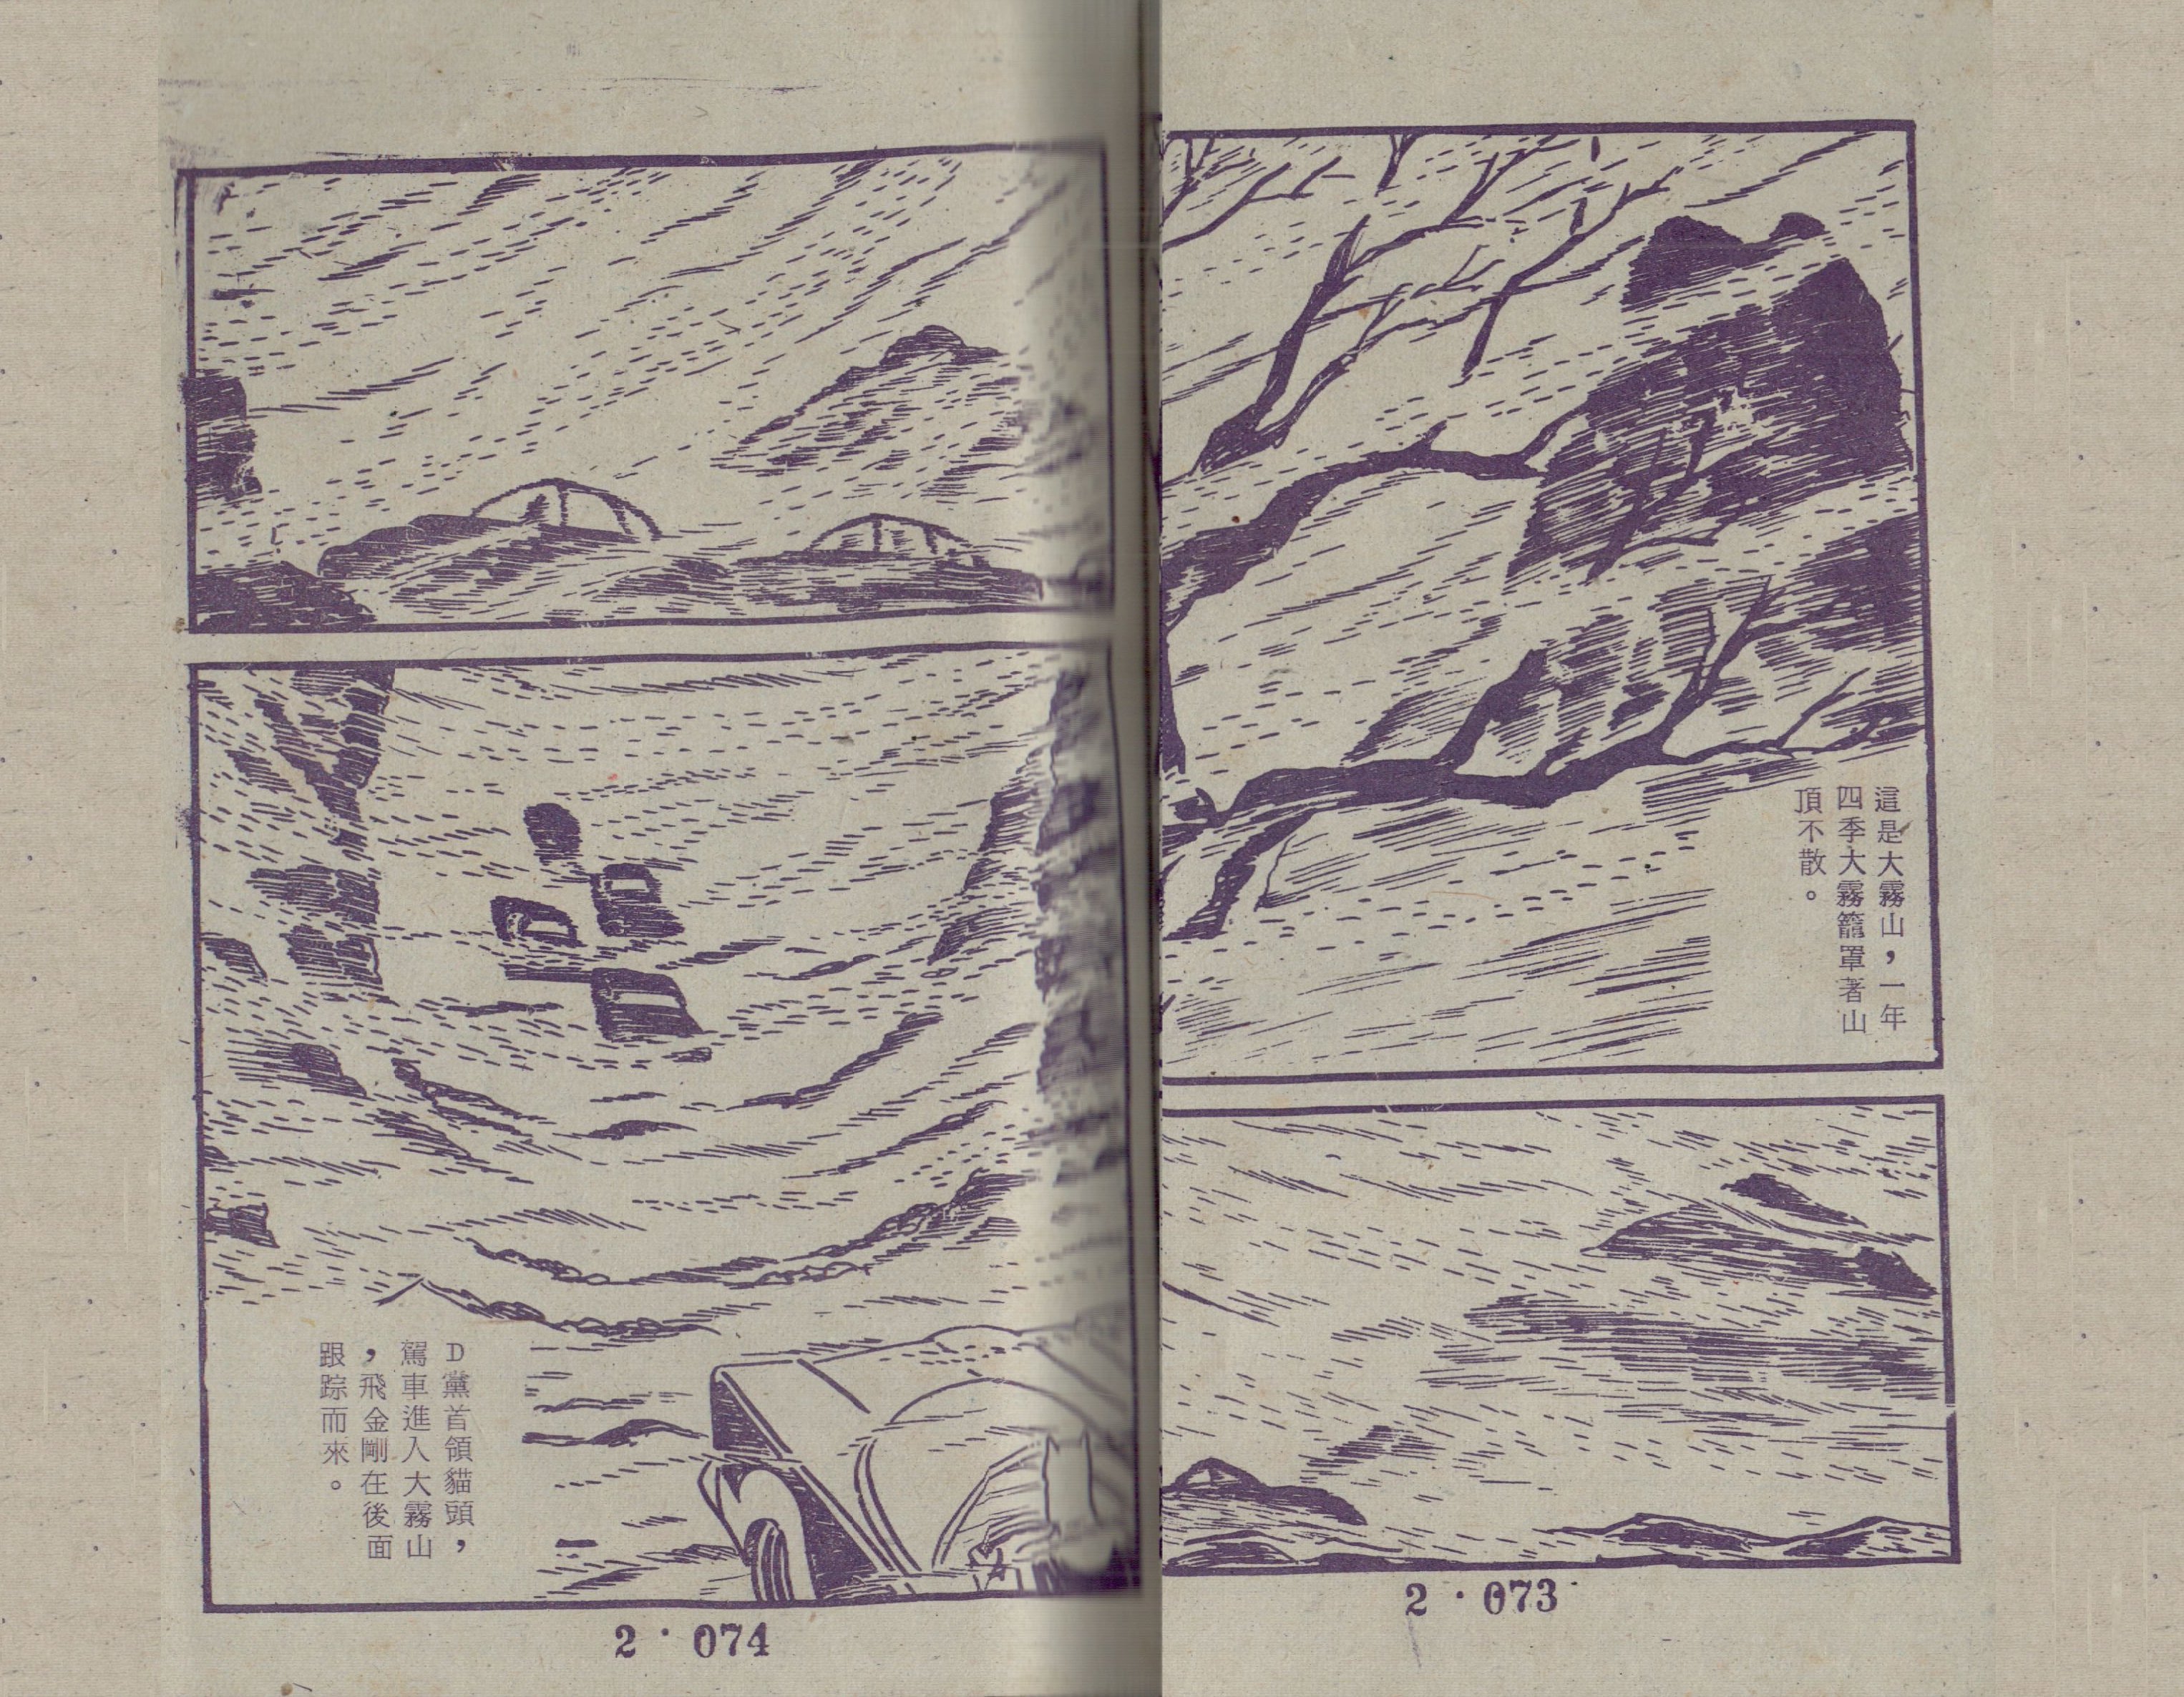 這是大霧山，一年
四季大霧籠罩著山
頂不散。
2·073
D黨首領貓頭，
駕車進入大霧山
，飛金剛在後面
跟踪而來。
2·074